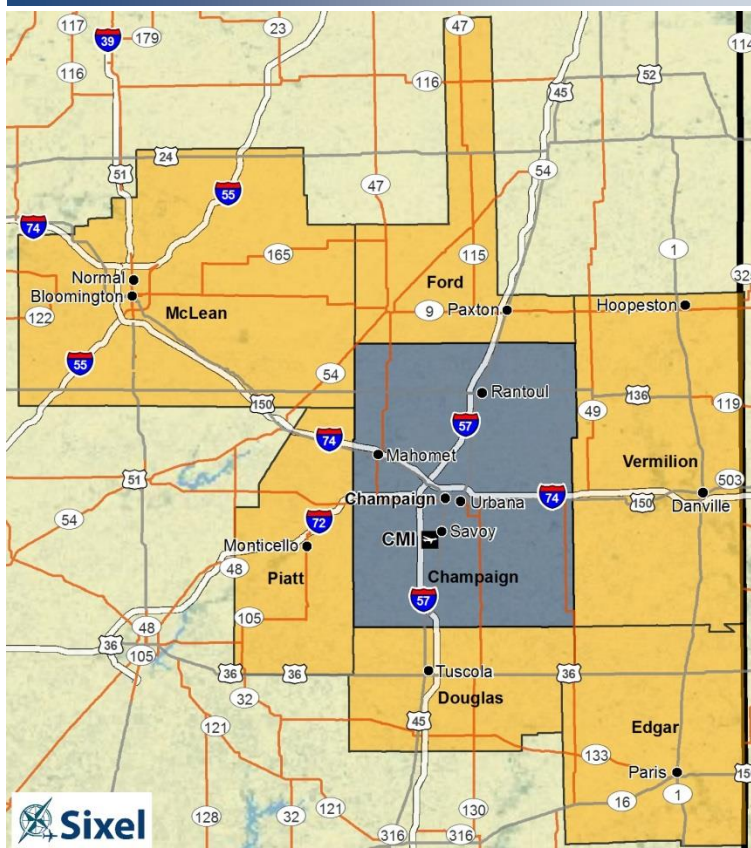 117
39
179
23
47
114
116
116
45
52
24
51
54
55
47
74
1
165
115
Ford
32
Normal
Bloomington
McLean
9
Paxton
Hoopeston
122
55
54
Rantoul
136
150
57
49
119
74
Mahomet
Vermilion
51
Champaign
Urbana
74
503
150
Danville
54
72
CMI
Savoy
Monticello
48
Piatt
Champaign
57
105
48
36
105
36
36
Tuscola
36
32
Douglas
45
121
Edgar
133
Paris
15
16
1
128
32
121
316
316
130
Sixel